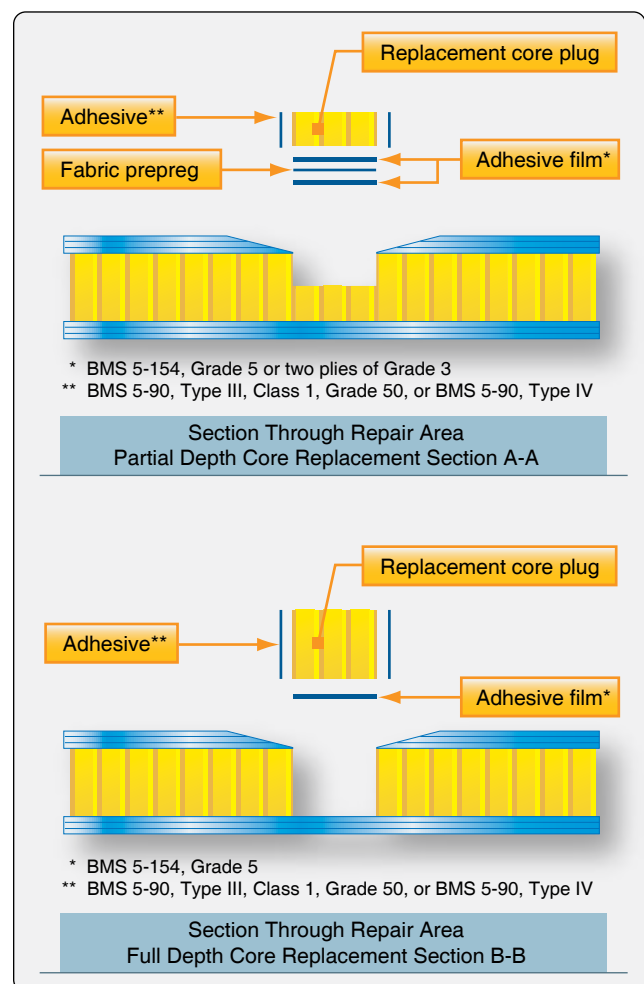 Replacement core plug
Adhesive**
Fabric prepreg
Adhesive film*
* BMS 5-154, Grade 5 or two plies of Grade 3
** BMS 5-90, Type III, Class 1, Grade 50, or BMS 5-90, Type IV
Section Through Repair Area
Partial Depth Core Replacement Section A-A
Replacement core plug
Adhesive**
Adhesive film*
* BMS 5-154, Grade 5
** BMS 5-90, Type III, Class 1, Grade 50, or BMS 5-90, Type IV
Section Through Repair Area
Full Depth Core Replacement Section B-B